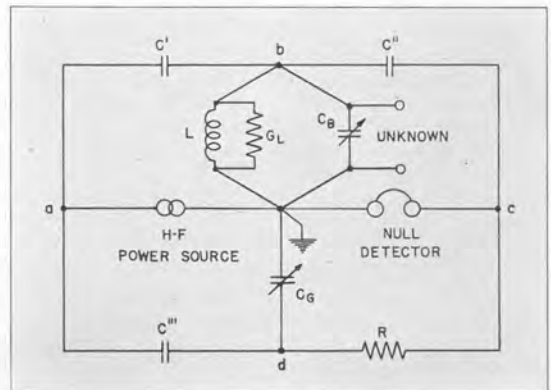 C' b C"
L GL CB UNKNOWN
a c
H-F
POWER SOURCE
NULL
DETECTOR
CG
C"' R
d